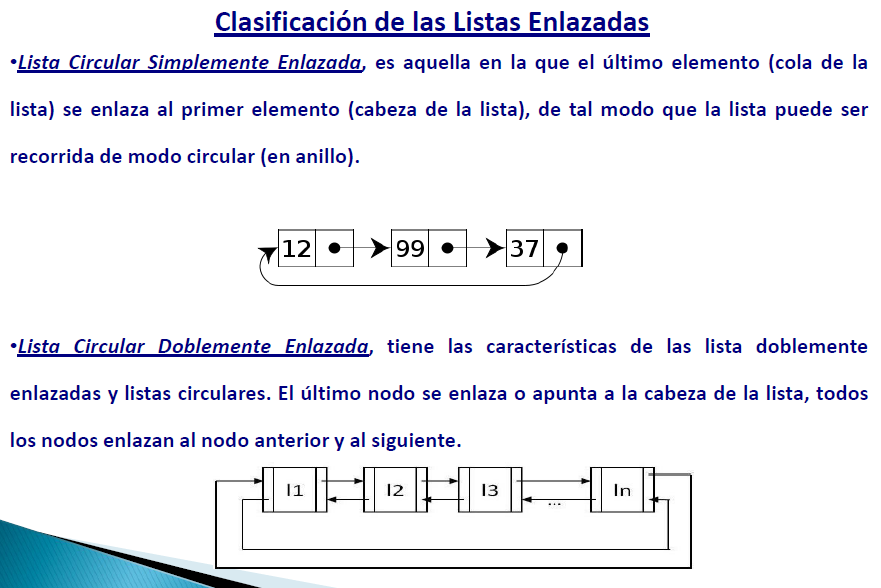 Clasificación de las Listas Enlazadas
•Lista Circular Simplemente Enlazada, es aquella en la que el último elemento (cola de la
lista) se enlaza al primer elemento (cabeza de la lista), de tal modo que la lista puede ser
recorrida de modo circular (en anillo).
12 99 37
•Lista Circular Doblemente Enlazada, tiene las características de las lista doblemente
enlazadas y listas circulares. El último nodo se enlaza o apunta a la cabeza de la lista, todos
los nodos enlazan al nodo anterior y al siguiente.
I1 I2 I3 ... In